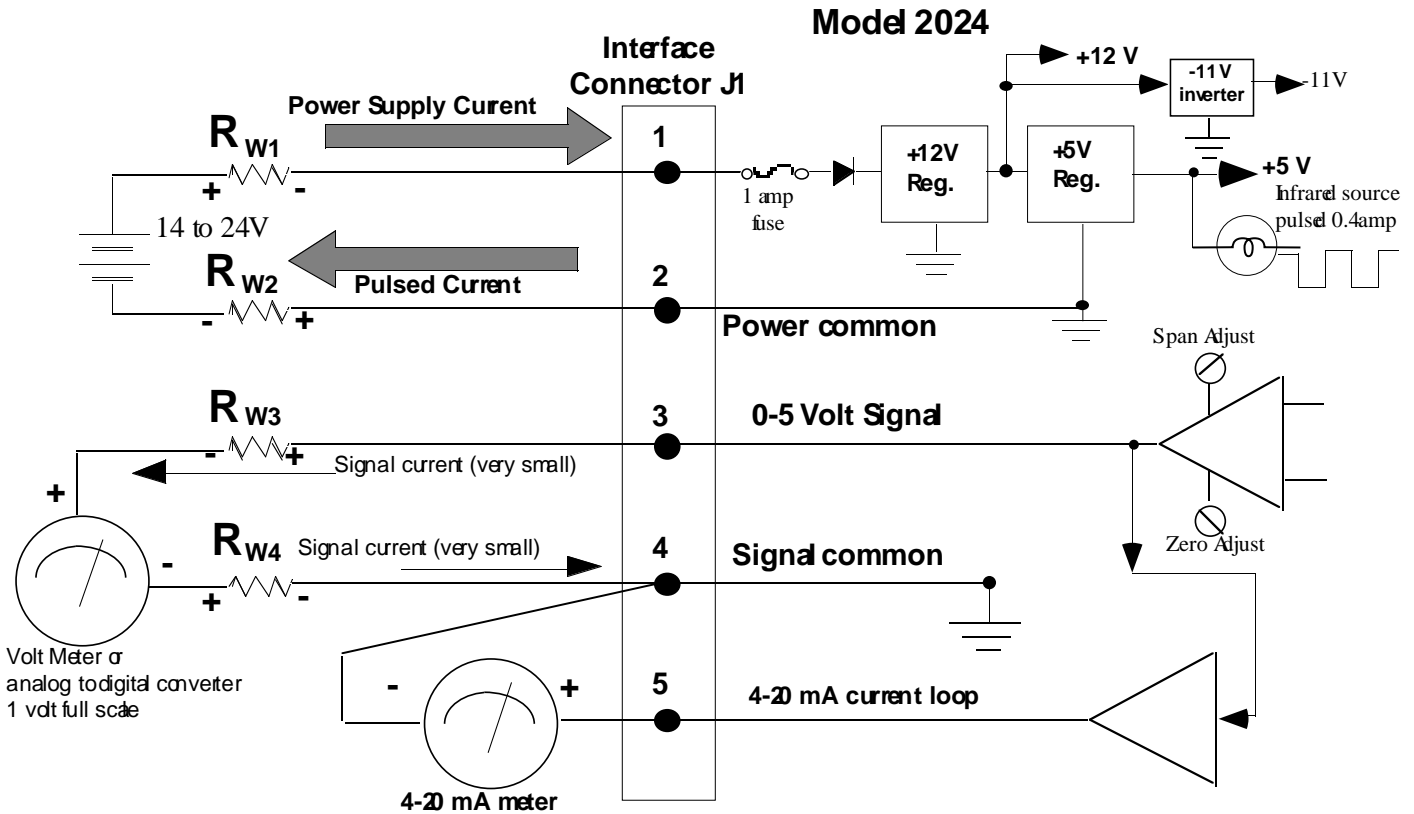 Model 2024
Interface
Connector J1
+12 V
-11 V
inverter
-11V
Power Supply Current
R W1
1
+12V
Reg.
+5V
Reg.
+5 V
+
-
1 amp
fuse
Infrared source
pulsed 0.4amp
14 to 24V
R W2
Pulsed Current
2
-
+
Power common
Span Adjust
R W3
3
0-5 Volt Signal
-
+
Signal current (very small)
+
R W4
Signal current (very small)
4
Signal common
Zero Adjust
-
+
-
Volt Meter or
analog to digital converter
1 volt full scale
-
+
5
4-20 mA current loop
4-20 mA meter